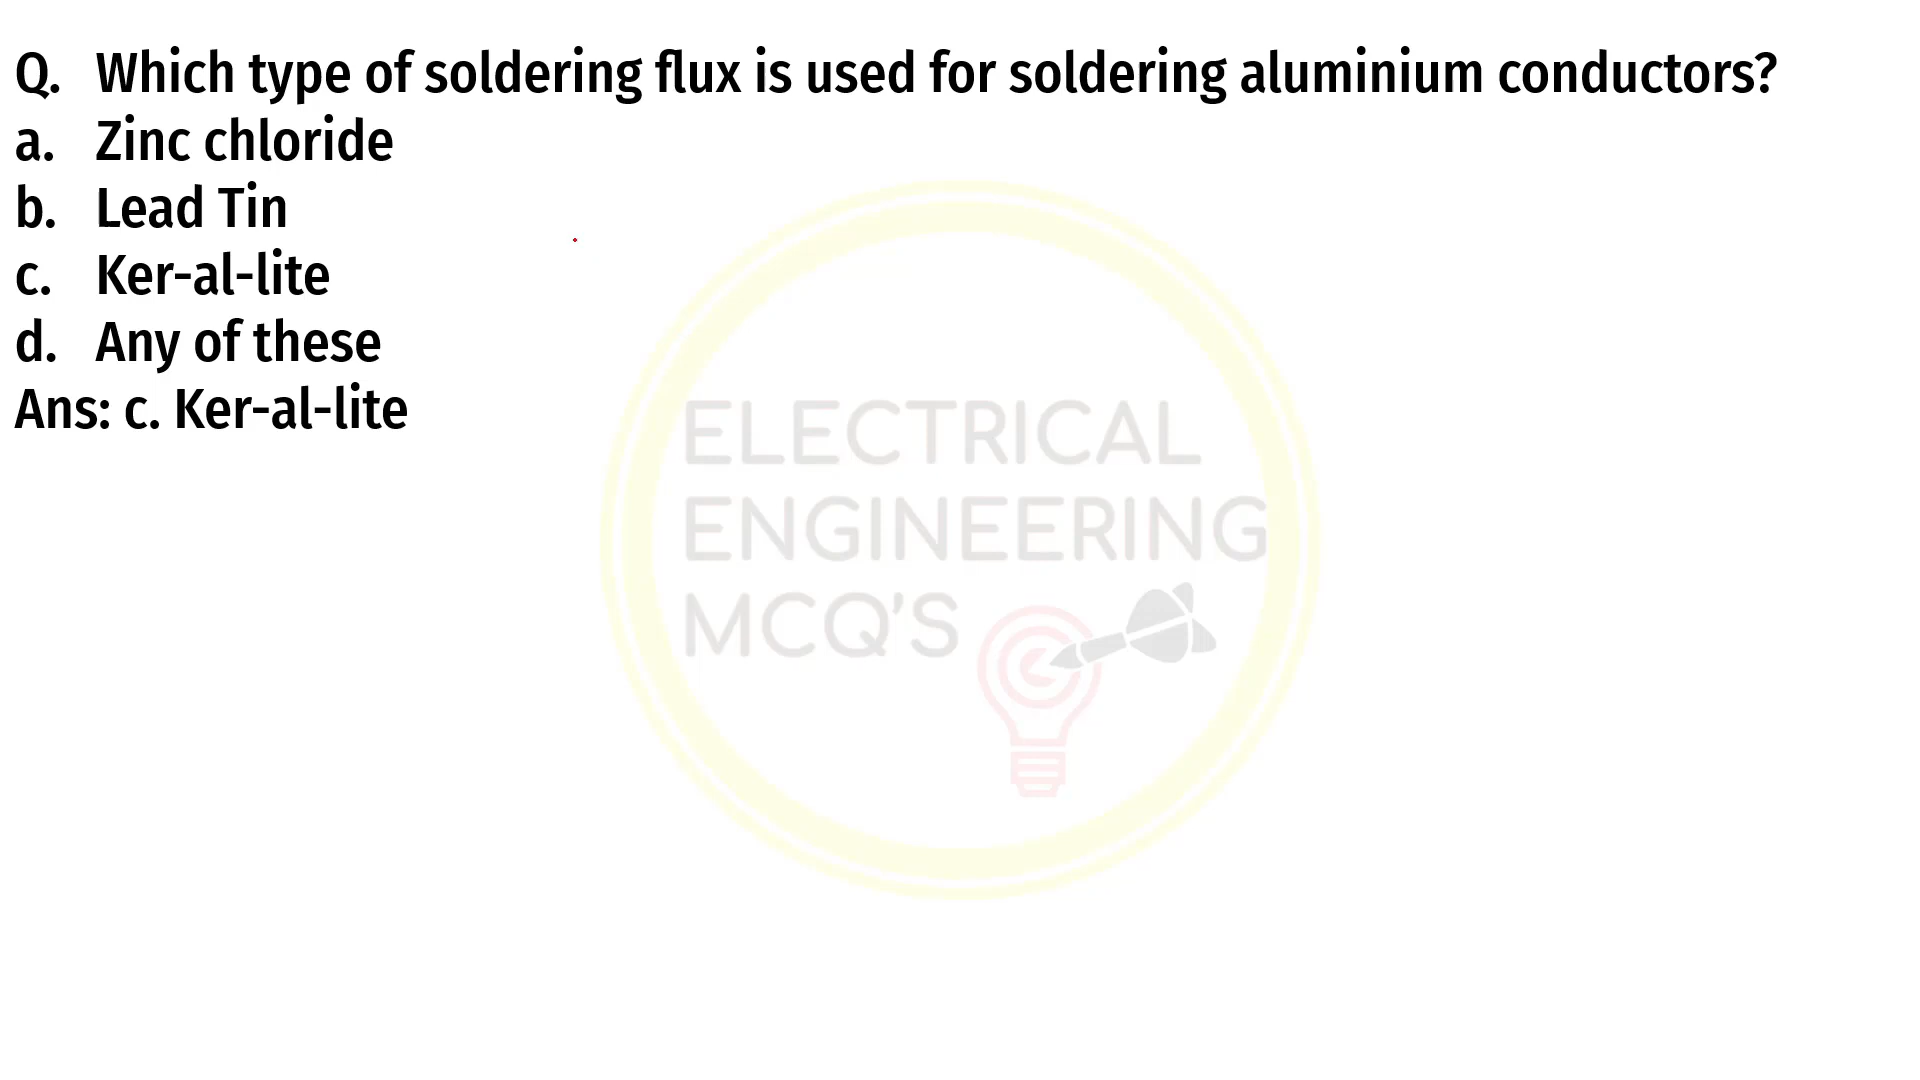 Q. Which type of soldering flux is used for soldering aluminium conductors?
a. Zinc chloride
b. Lead Tin
c. Ker-al-lite
d. Any of these
Ans: c. Ker-al-lite
ELECTRICAL
ENGINEERING
MCQ'S